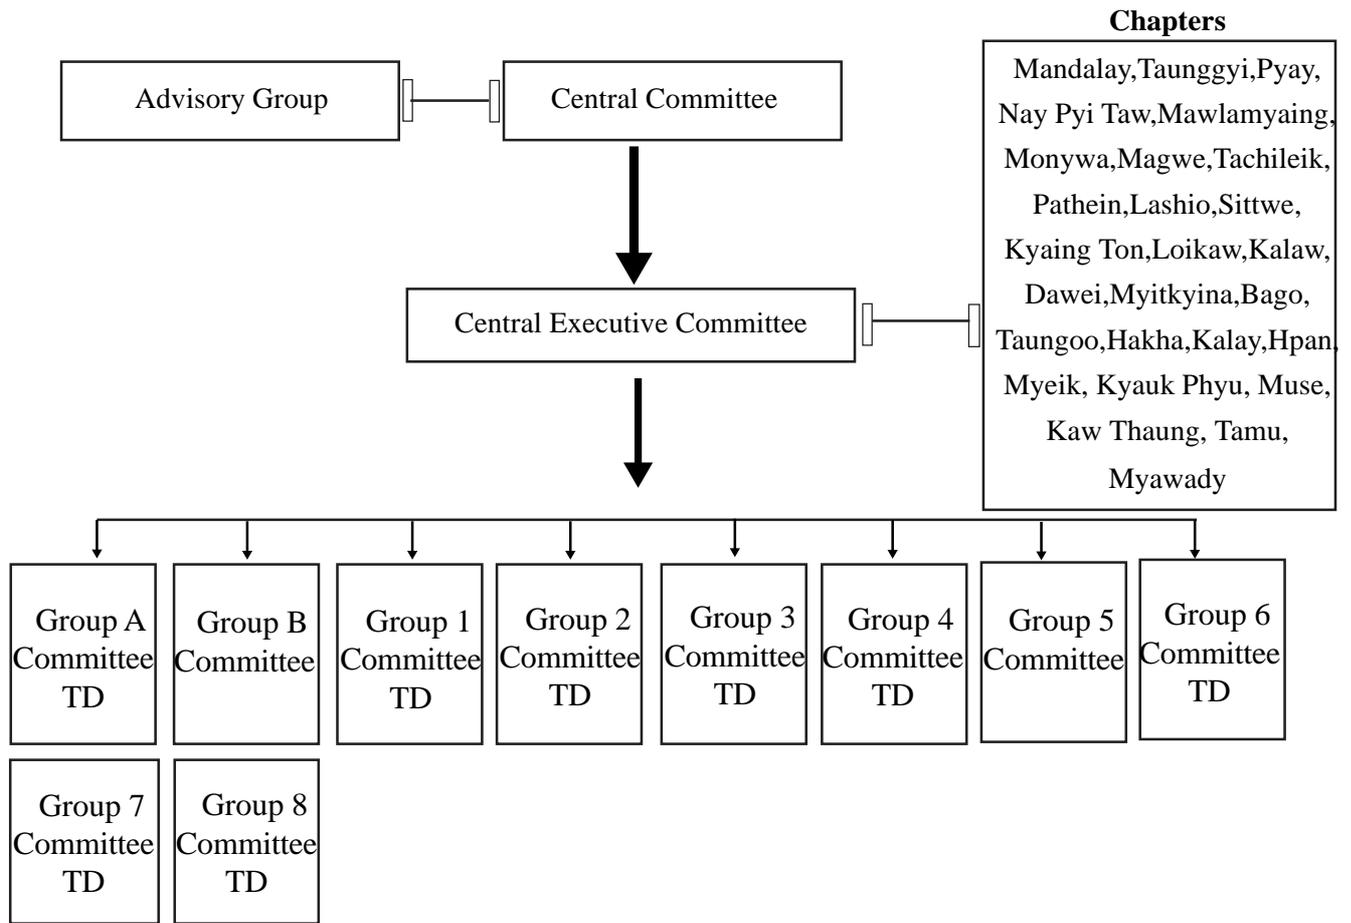 Chapters
Advisory Group
Central Committee
Mandalay,Taunggyi,Pyay,
Nay Pyi Taw,Mawlamyaing,
Monywa,Magwe,Tachileik,
Pathein,Lashio,Sittwe,
Kyaing Ton,Loikaw,Kalaw,
Dawei,Myitkyina,Bago,
Taungoo,Hakha,Kalay,Hpan,
Myeik, Kyauk Phyu, Muse,
Kaw Thaung, Tamu,
Myawady
Central Executive Committee
Group A
Committee
TD
Group B
Committee
Group 1
Committee
TD
Group 2
Committee
TD
Group 3
Committee
TD
Group 4
Committee
TD
Group 5
Committee
Group 6
Committee
TD
Group 7
Committee
TD
Group 8
Committee
TD